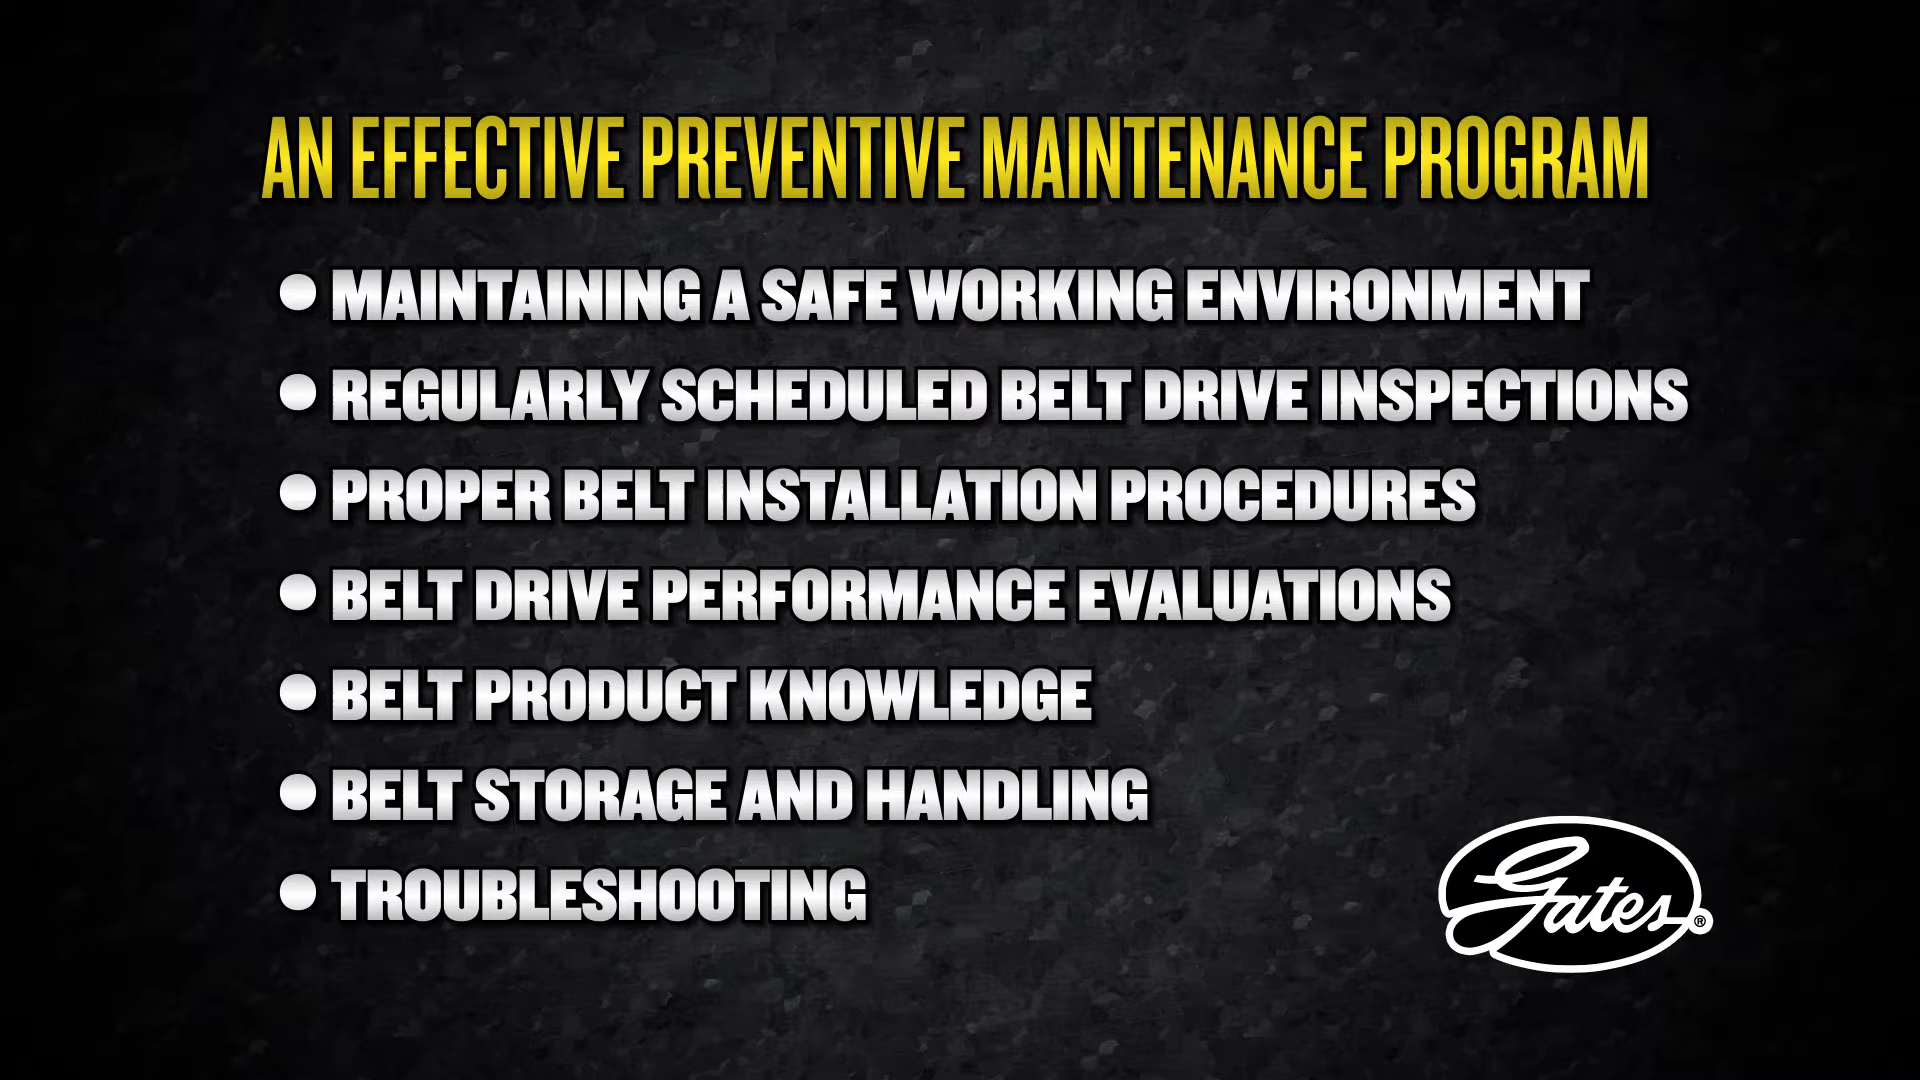 AN EFFECTIVE PREVENTIVE MAINTENANCE PROGRAM
● MAINTAINING A SAFE WORKING ENVIRONMENT
● REGULARLY SCHEDULED BELT DRIVE INSPECTIONS
● PROPER BELT INSTALLATION PROCEDURES
● BELT DRIVE PERFORMANCE EVALUATIONS
● BELT PRODUCT KNOWLEDGE
● BELT STORAGE AND HANDLING
● TROUBLESHOOTING
Gates®